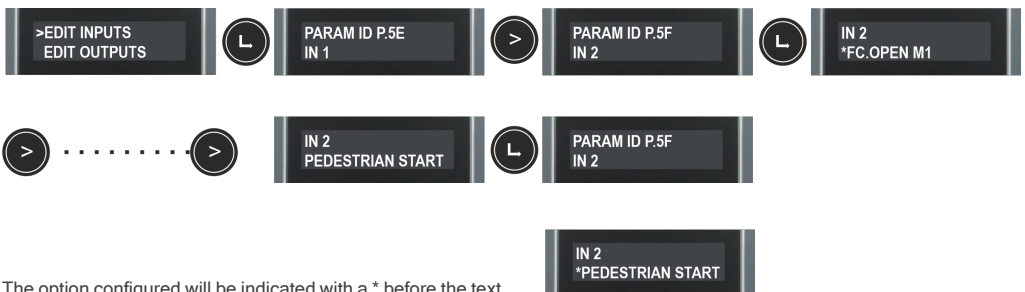 >EDIT INPUTS
EDIT OUTPUTS
PARAM ID P.5E
IN 1
>
PARAM ID P.5F
IN 2
IN 2
*FC.OPEN M1
>
>
IN 2
PEDESTRIAN START
PARAM ID P.5F
IN 2
IN 2
*PEDESTRIAN START
The option configured will be indicated with a * before the text